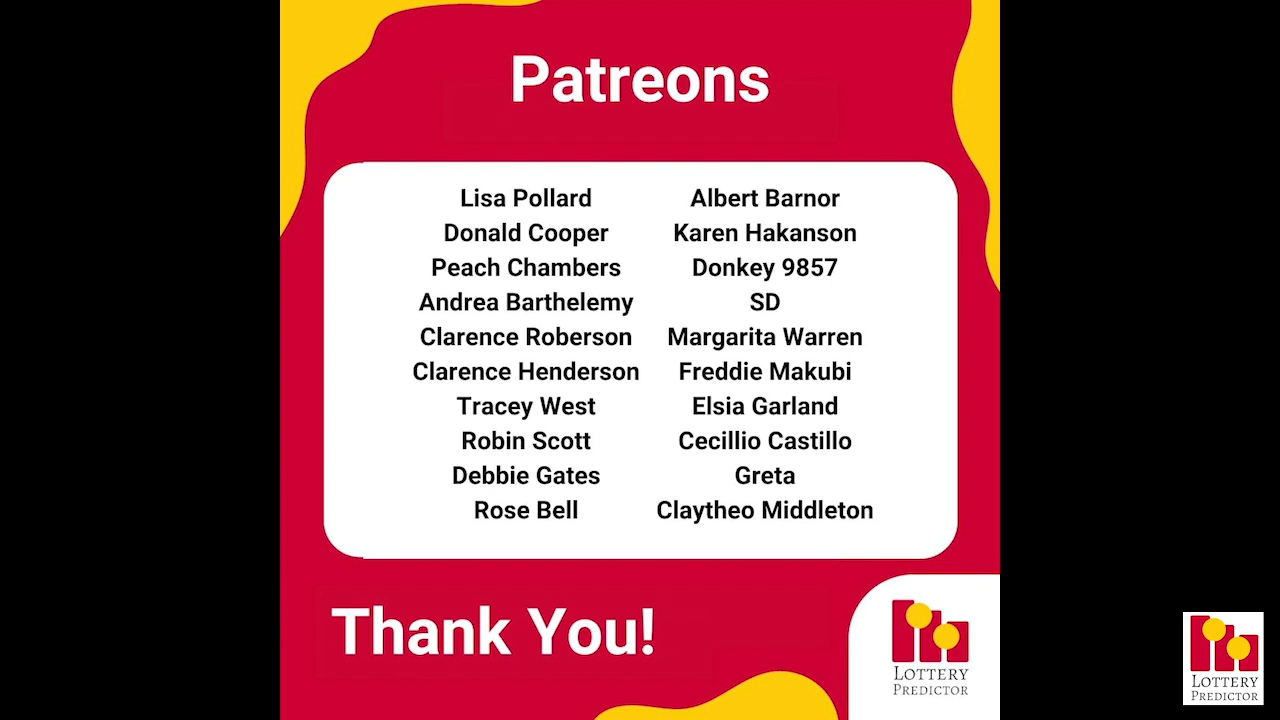 Patreons
Lisa Pollard
Donald Cooper
Peach Chambers
Andrea Barthelemy
Clarence Roberson
Clarence Henderson
Tracey West
Robin Scott
Debbie Gates
Rose Bell
Albert Barnor
Karen Hakanson
Donkey 9857
SD
Margarita Warren
Freddie Makubi
Elsia Garland
Cecillio Castillo
Greta
Claytheo Middleton
Thank You!
LOTTERY
PREDICTOR
LOTTERY
PREDICTOR